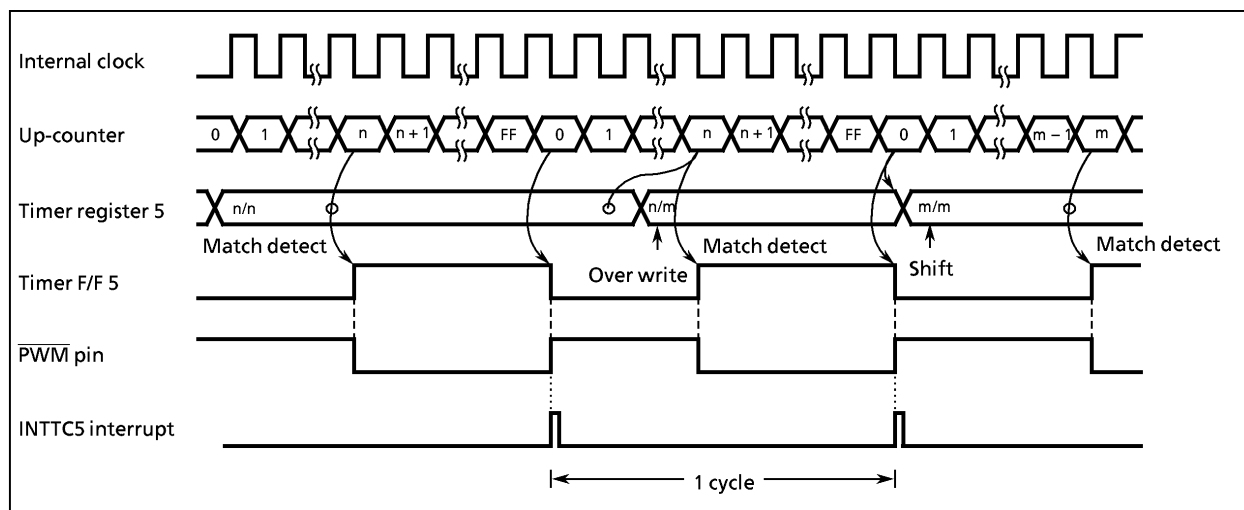 Internal clock
Up-counter
0 1 n n + 1 FF 0 1 n n + 1 FF 0 1 m − 1 m
Timer register 5
n/n n/m m/m
Match detect Match detect Match detect
Over write Shift
Timer F/F 5
PWM pin
INTTC5 interrupt
1 cycle